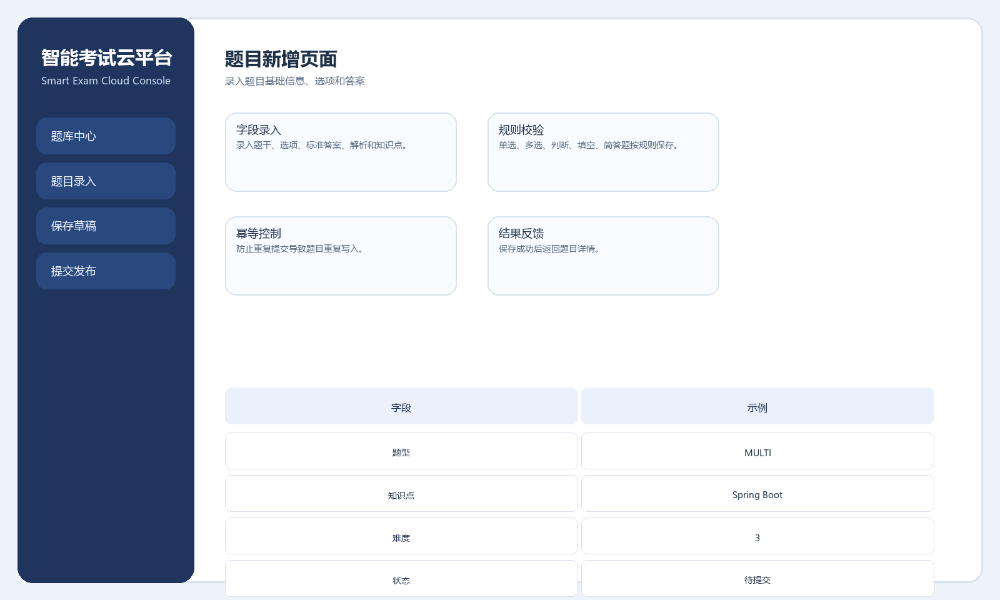 智能考试云平台
Smart Exam Cloud Console
题库中心
题目录入
保存草稿
提交发布
题目新增页面
录入题目基础信息、选项和答案
字段录入
录入题干、选项、标准答案、解析和知识点。
规则校验
单选、多选、判断、填空、简答题按规则保存。
幂等控制
防止重复提交导致题目重复写入。
结果反馈
保存成功后返回题目详情。
字段 示例
题型 MULTI
知识点 Spring Boot
难度 3
状态 待提交